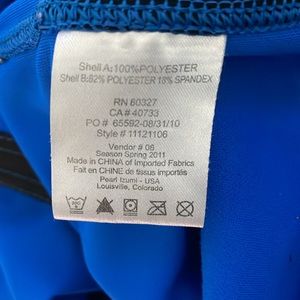 Shell A:100%POLYESTER
Shell B:82% POLYESTER 18% SPANDEX
RN 60327
CA# 40733
PO # 65592-08/31/10
Style # 11121106
Vendor # 06
Season Spring 2011
Made in CHINA of Imported Fabrics
Fait en CHINE de tissus importés
Pearl Izumi - USA
Louisville, Colorado